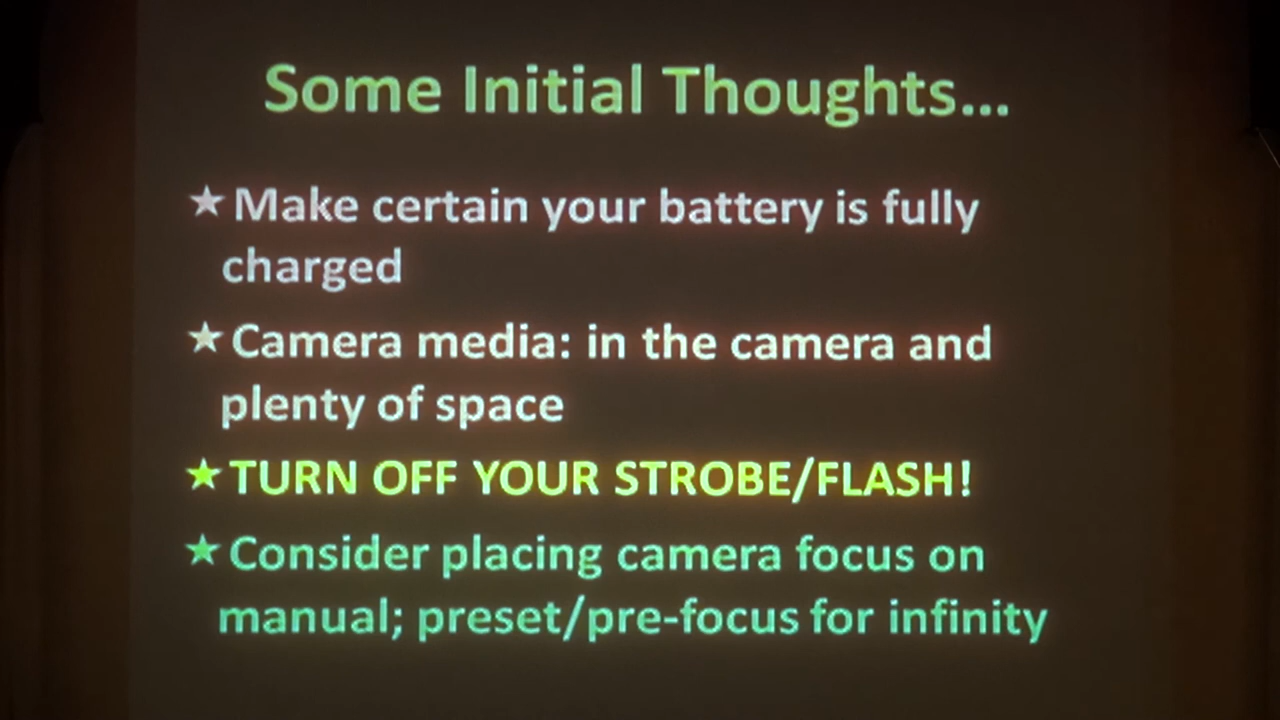 Some Initial Thoughts...
★Make certain your battery is fully
charged
★Camera media: in the camera and
plenty of space
★TURN OFF YOUR STROBE/FLASH!
★Consider placing camera focus on
manual; preset/pre-focus for infinity